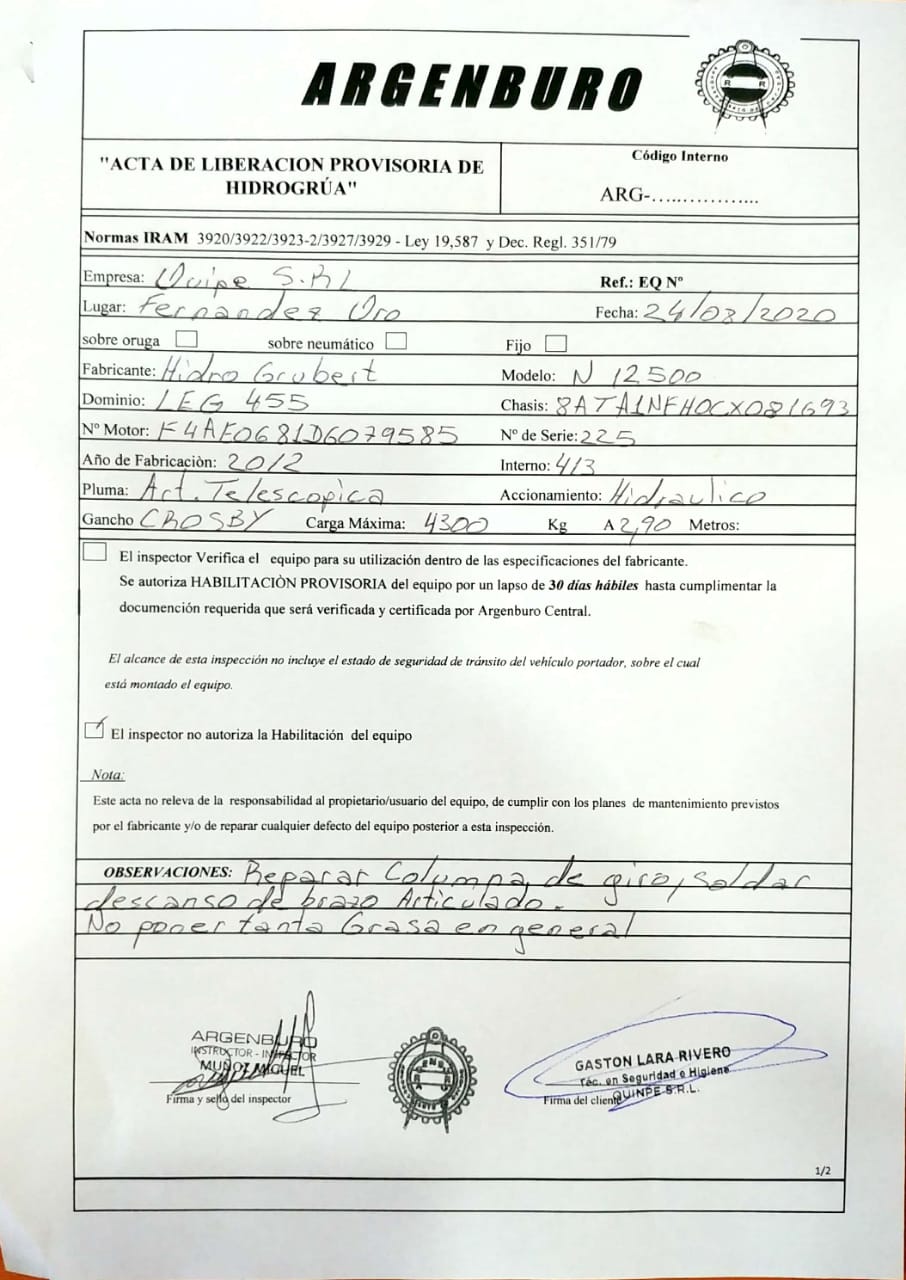 ARGENBURO
"ACTA DE LIBERACION PROVISORIA DE HIDROGRÚA"
Código Interno
ARG-................
Normas IRAM 3920/3922/3923-2/3927/3929 - Ley 19,587 y Dec. Regl. 351/79
Empresa: Quipe S.R.L Ref.: EQ Nº
Lugar: Fernandez Oro Fecha: 24/08/2020
sobre oruga sobre neumático Fijo
Fabricante: Hidro Grubert Modelo: N 12500
Dominio: LEG 455 Chasis: 8ATA1NFH0CX081693
Nº Motor: F4AE0681D6079585 Nº de Serie: 225
Año de Fabricaciòn: 2012 Interno: 413
Pluma: Art. Telescopica Accionamiento: Hidraulico
Gancho CROSBY Carga Máxima: 4300 Kg A 2,90 Metros:
El inspector Verifica el equipo para su utilización dentro de las especificaciones del fabricante.
Se autoriza HABILITACIÒN PROVISORIA del equipo por un lapso de 30 días hábiles hasta cumplimentar la
documención requerida que será verificada y certificada por Argenburo Central.
El alcance de esta inspección no incluye el estado de seguridad de tránsito del vehículo portador, sobre el cual
está montado el equipo.
El inspector no autoriza la Habilitación del equipo
Nota:
Este acta no releva de la responsabilidad al propietario/usuario del equipo, de cumplir con los planes de mantenimiento previstos
por el fabricante y/o de reparar cualquier defecto del equipo posterior a esta inspección.
OBSERVACIONES: Reparar Columna, de giro, soldar
descanso de brazo Articulado.
No poner tanta Grasa en general
ARGENBURO
INSTRUCTOR - INSPECTOR
MUÑOZ MIGUEL
Firma y sello del inspector
GASTON LARA RIVERO
Téc. en Seguridad e Higiene
QUINPE S.R.L.
Firma del cliente
1/2